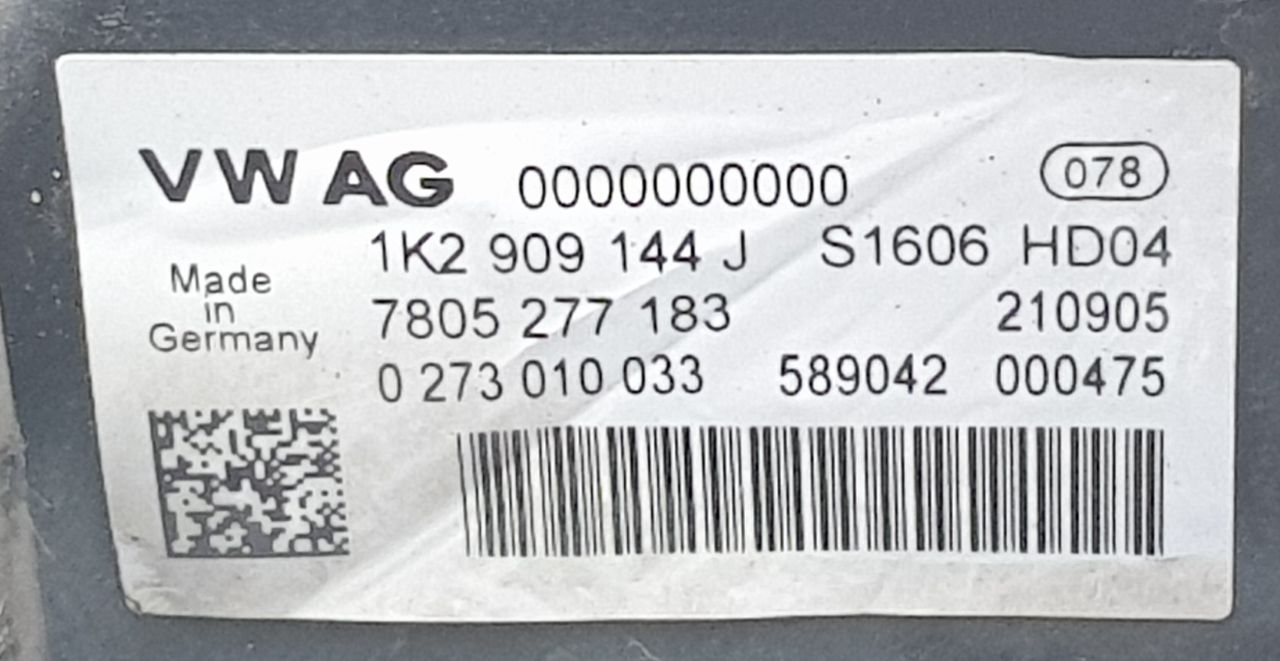 VW AG 0000000000 078
1K2 909 144 J S1606 HD04
Made
in
Germany
7805 277 183 210905
0 273 010 033 589042 000475